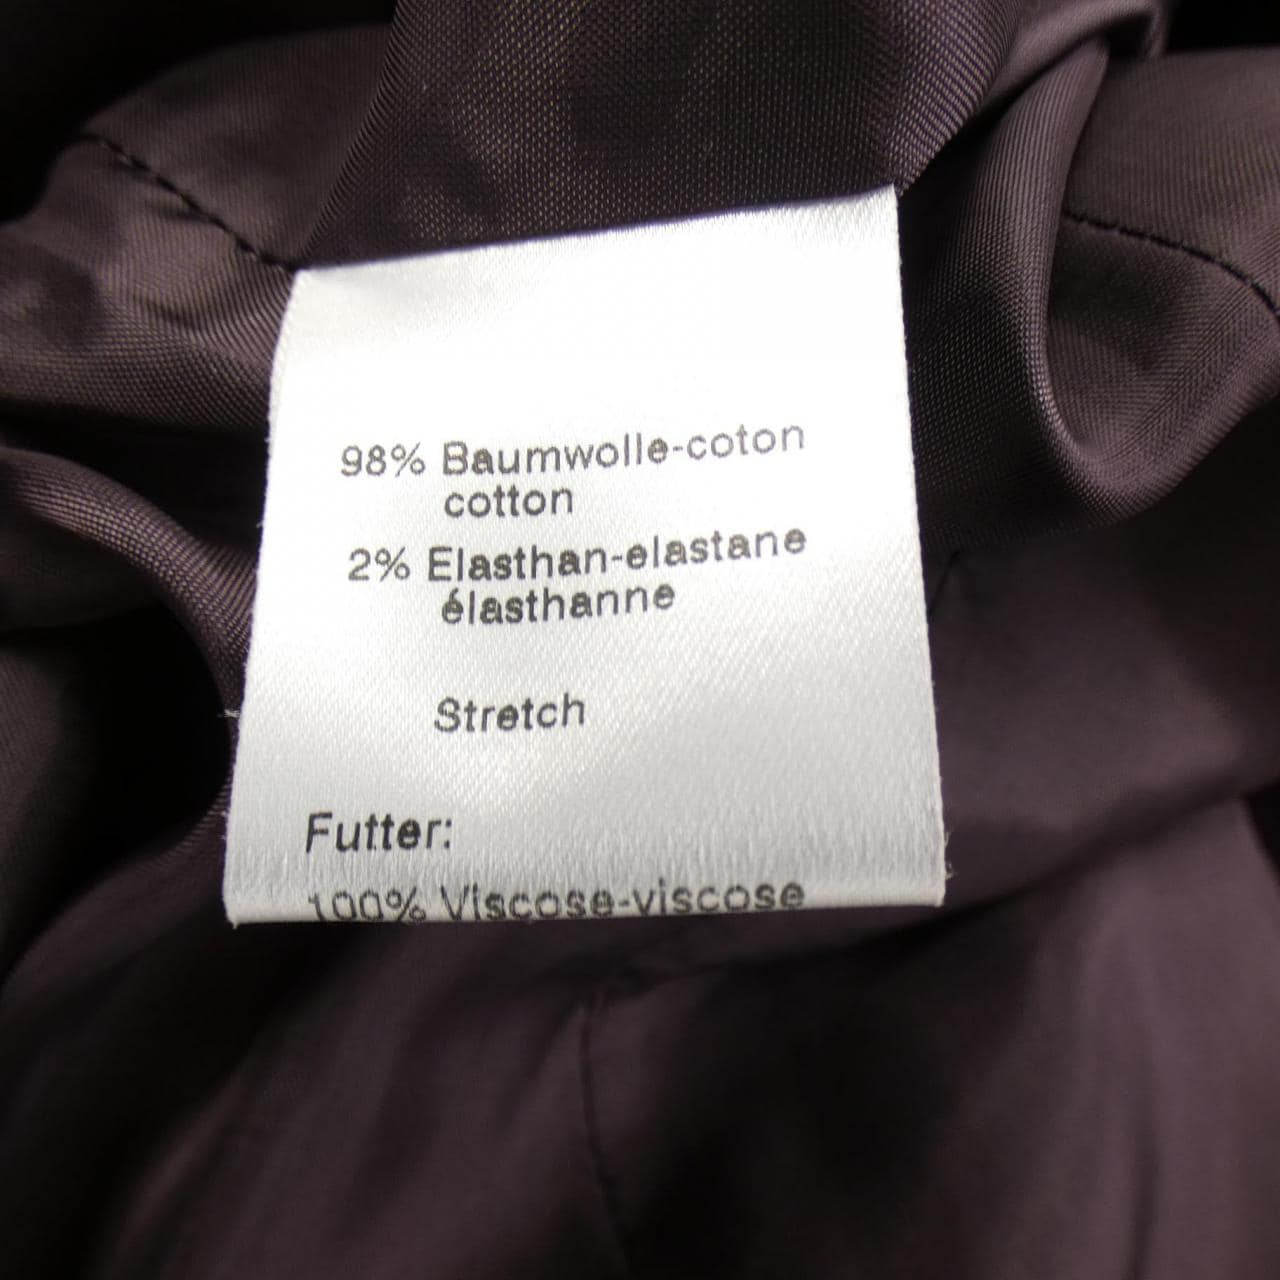 98% Baumwolle-coton
cotton
2% Elasthan-elastane
élasthanne
Stretch
Futter:
100% Viscose-viscose